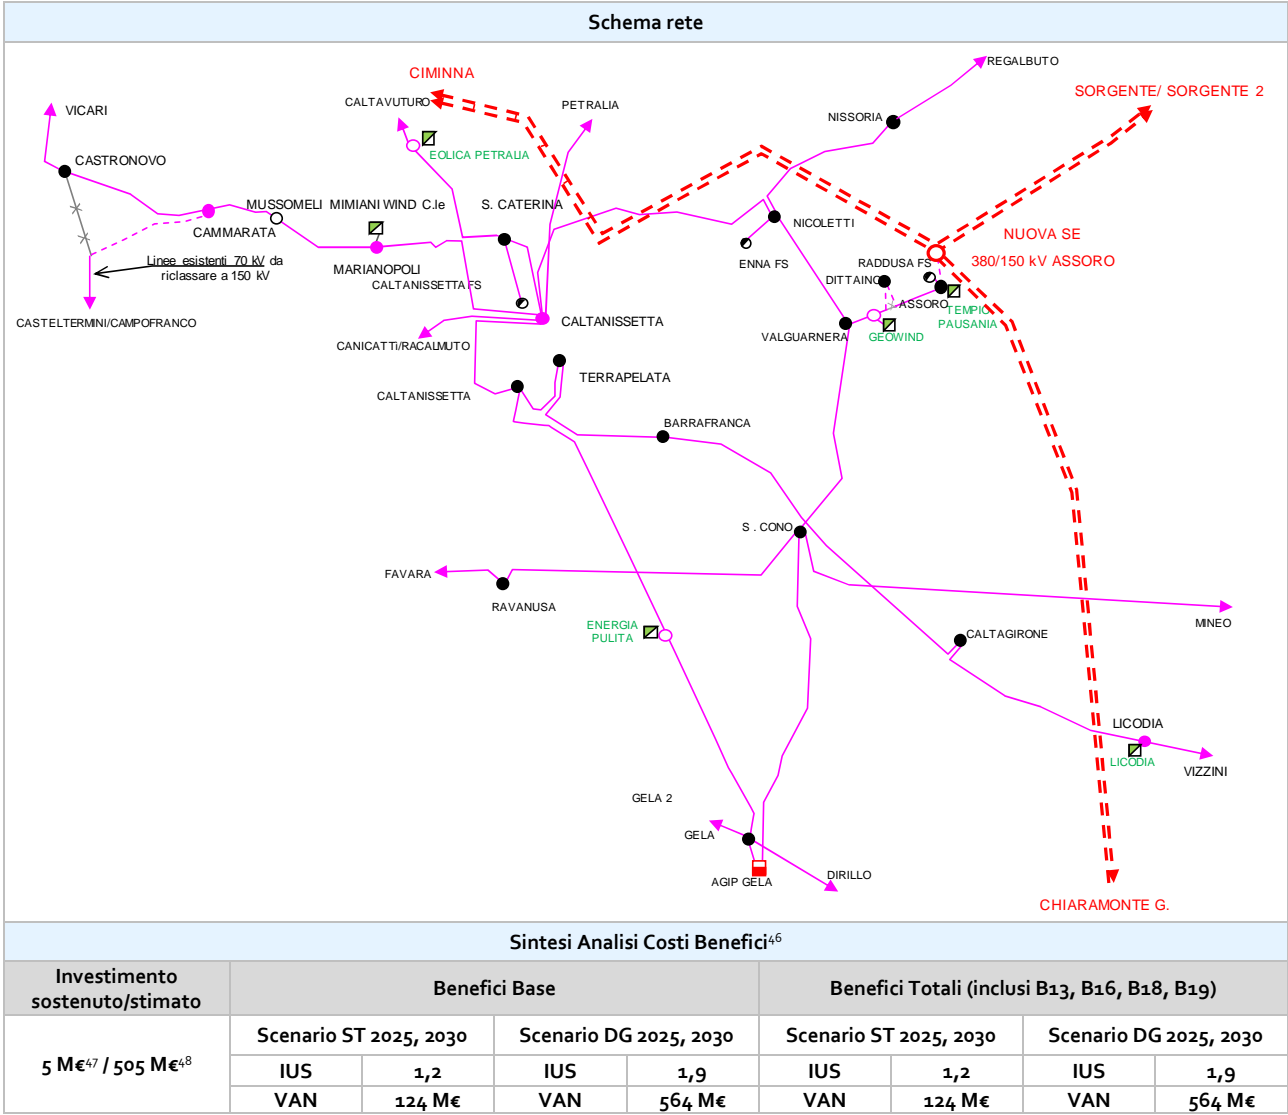 Schema rete
REGALBUTO
CIMINNA
SORGENTE/ SORGENTE 2
CALTAVUTURO
PETRALIA
VICARI
NISSORIA
EOLICA PETRALIA
CASTRONOVO
MUSSOMELI
MIMIANI WIND C.le
S. CATERINA
NICOLETTI
CAMMARATA
NUOVA SE
380/150 kV ASSORO
ENNA FS
RADDUSA FS
Linee esistenti 70 kV da
riclassare a 150 kV
MARIANOPOLI
DITTAINO
CALTANISSETTA FS
ASSORO
TEMPIO
PAUSANIA
CASTELTERMINI/CAMPOFRANCO
CALTANISSETTA
VALGUARNERA
GEOWIND
CANICATTì/RACALMUTO
TERRAPELATA
CALTANISSETTA
BARRAFRANCA
S . CONO
FAVARA
RAVANUSA
ENERGIA
PULITA
MINEO
CALTAGIRONE
LICODIA
LICODIA
VIZZINI
GELA 2
GELA
AGIP GELA
DIRILLO
CHIARAMONTE G.
Sintesi Analisi Costi Benefici46
Investimento
sostenuto/stimato
Benefici Base
Benefici Totali (inclusi B13, B16, B18, B19)
5 M€47 / 505 M€48
Scenario ST 2025, 2030
Scenario DG 2025, 2030
Scenario ST 2025, 2030
Scenario DG 2025, 2030
IUS 1,2 IUS 1,9 IUS 1,2 IUS 1,9
VAN 124 M€ VAN 564 M€ VAN 124 M€ VAN 564 M€